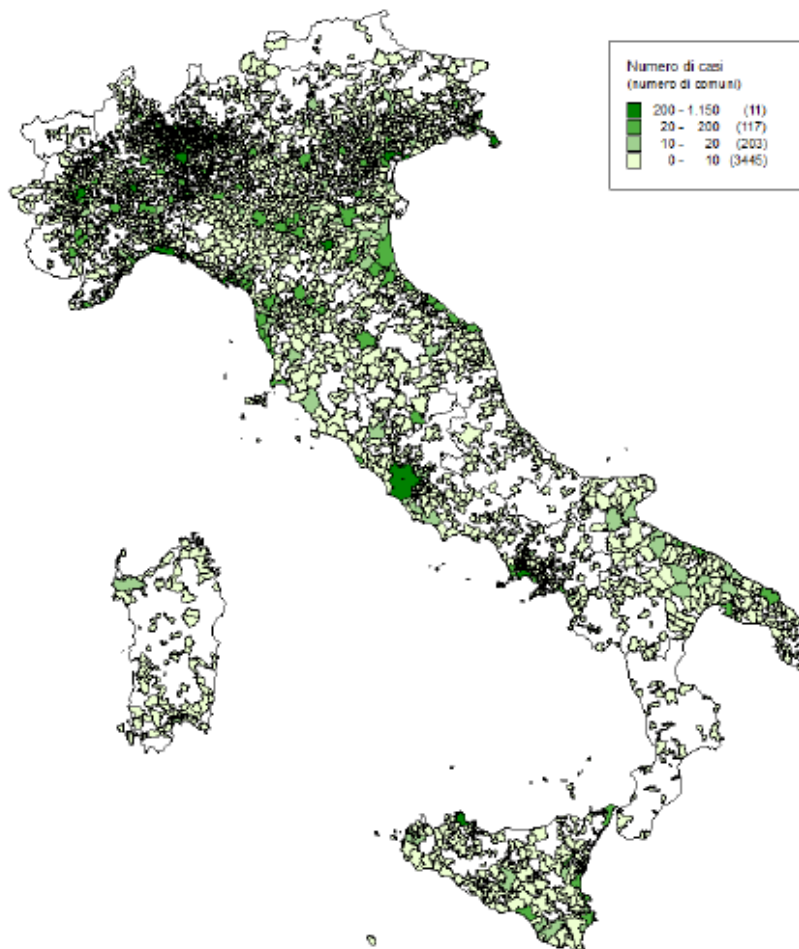 Numero di casi
(numero di comuni)
200 - 1.150 (11)
20 - 200 (117)
10 - 20 (203)
0 - 10 (3445)